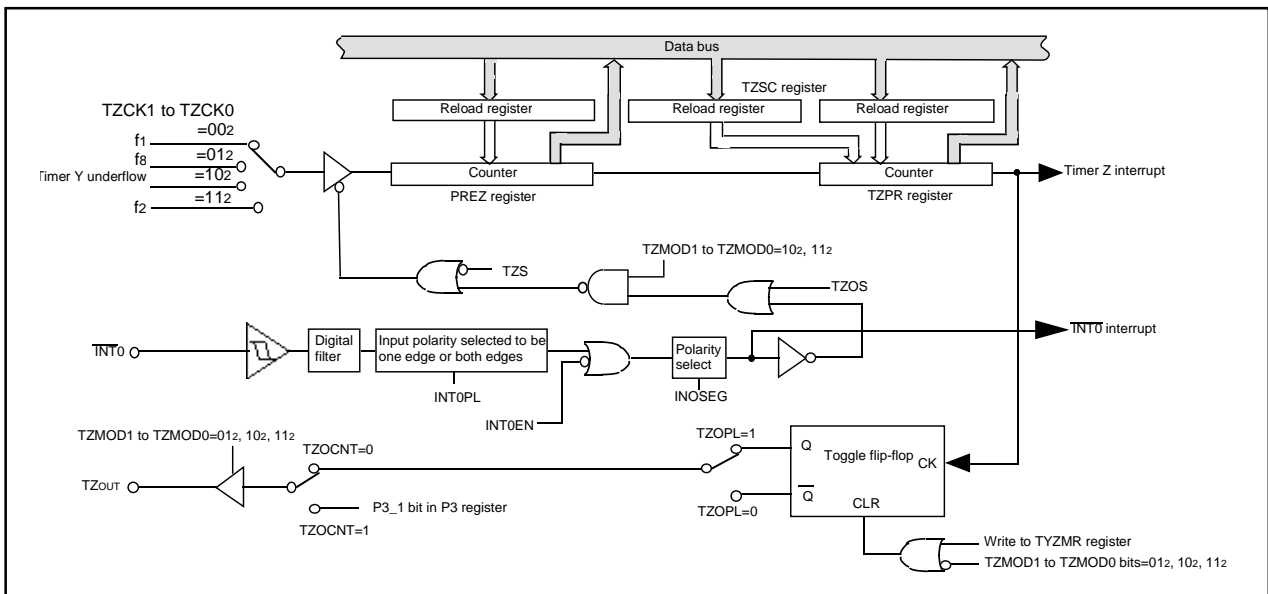 Data bus
TZSC register
Reload register
Reload register
Reload register
TZCK1 to TZCK0
=002
f1
f8
=012
Timer Y underflow
=102
f2
=112
Counter
PREZ register
Counter
TZPR register
Timer Z interrupt
TZMOD1 to TZMOD0=102, 112
TZS
TZOS
INT0
Digital
filter
Input polarity selected to be
one edge or both edges
Polarity
select
INT0 interrupt
INT0PL
INOSEG
INT0EN
TZMOD1 to TZMOD0=012, 102, 112
TZOCNT=0
TZOPL=1
Q
Toggle flip-flop
CK
TZOUT
P3_1 bit in P3 register
TZOCNT=1
TZOPL=0
Q
CLR
Write to TYZMR register
TZMOD1 to TZMOD0 bits=012, 102, 112